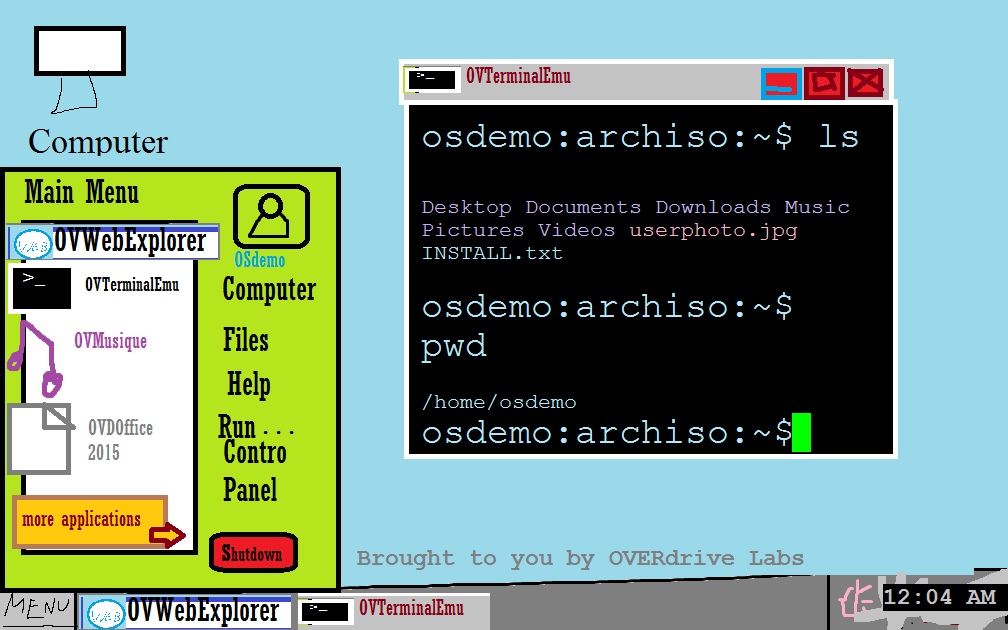 Computer
Main Menu
OSdemo
WEB OVWebExplorer
>_ OVTerminalEmu
OVMusique
OVDOffice
2015
more applications
Computer
Files
Help
Run...
Contro
Panel
Shutdown
>_ OVTerminalEmu
osdemo:archiso:~$ ls
Desktop Documents Downloads Music
Pictures Videos userphoto.jpg
INSTALL.txt
osdemo:archiso:~$
pwd
/home/osdemo
osdemo:archiso:~$
Brought to you by OVERdrive Labs
MENU
WEB OVWebExplorer
>_ OVTerminalEmu
12:04 AM